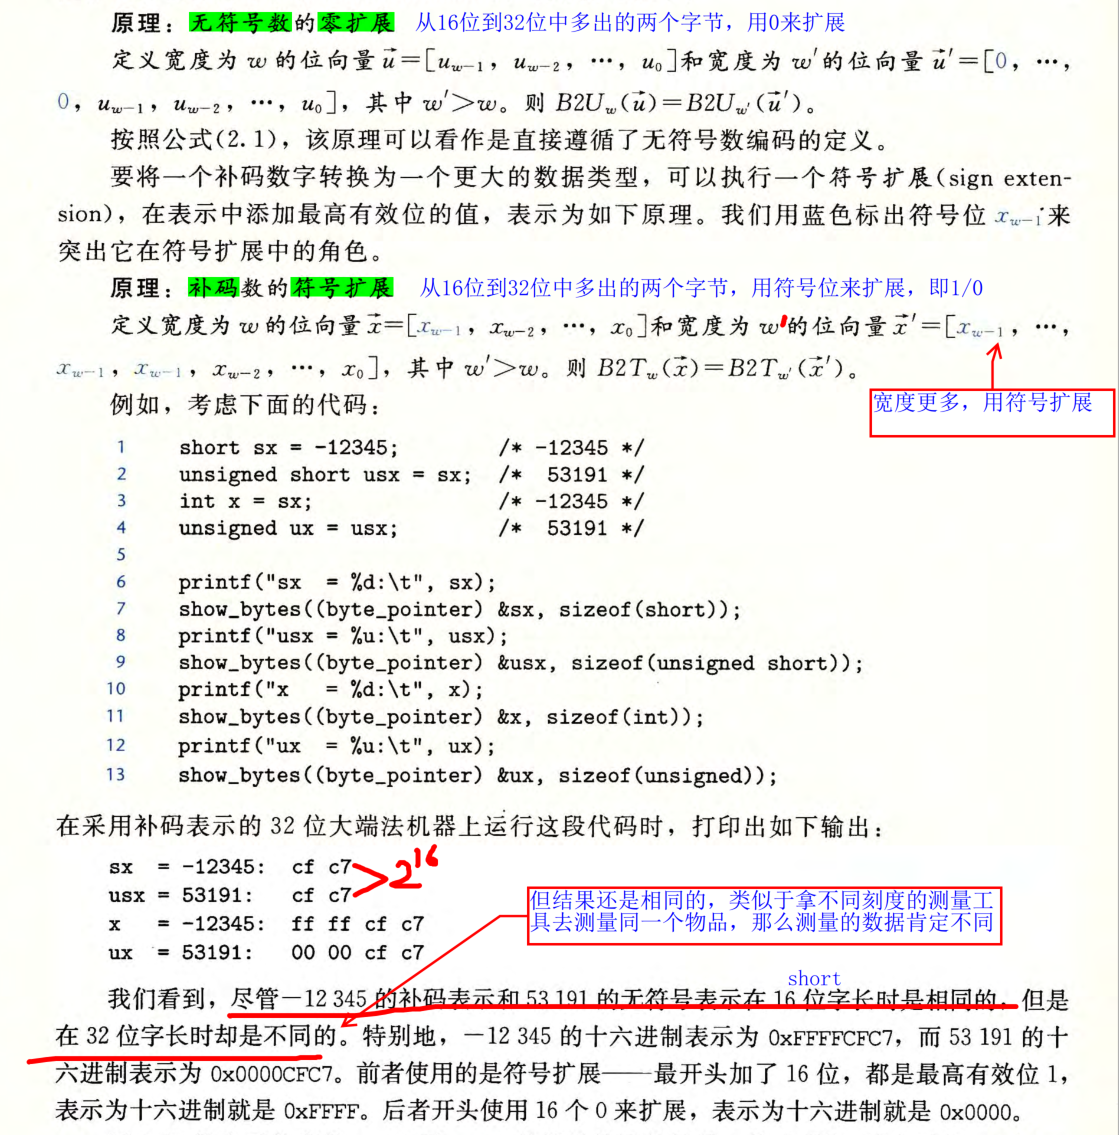 原理：无符号数的零扩展 从16位到32位中多出的两个字节，用0来扩展
定义宽度为 w 的位向量 u⃗=[u_{w-1}，u_{w-2}，…，u_0]和宽度为 w′的位向量 u⃗′=[0，…，
0，u_{w-1}，u_{w-2}，…，u_0]，其中 w′>w。则 B2U_w(u⃗)=B2U_{w′}(u⃗′)。
按照公式(2.1)，该原理可以看作是直接遵循了无符号数编码的定义。
要将一个补码数字转换为一个更大的数据类型，可以执行一个符号扩展(sign exten-
sion)，在表示中添加最高有效位的值，表示为如下原理。我们用蓝色标出符号位 x_{w-1}来
突出它在符号扩展中的角色。
原理：补码数的符号扩展 从16位到32位中多出的两个字节，用符号位来扩展，即1/0
定义宽度为 w 的位向量 x⃗=[x_{w-1}，x_{w-2}，…，x_0]和宽度为 w′的位向量 x⃗′=[x_{w-1}，…，
x_{w-1}，x_{w-1}，x_{w-2}，…，x_0]，其中 w′>w。则 B2T_w(x⃗)=B2T_{w′}(x⃗′)。
宽度更多，用符号扩展
例如，考虑下面的代码：
1 short sx = -12345; /* -12345 */
2 unsigned short usx = sx; /* 53191 */
3 int x = sx; /* -12345 */
4 unsigned ux = usx; /* 53191 */
5
6 printf("sx = %d:\t", sx);
7 show_bytes((byte_pointer) &sx, sizeof(short));
8 printf("usx = %u:\t", usx);
9 show_bytes((byte_pointer) &usx, sizeof(unsigned short));
10 printf("x = %d:\t", x);
11 show_bytes((byte_pointer) &x, sizeof(int));
12 printf("ux = %u:\t", ux);
13 show_bytes((byte_pointer) &ux, sizeof(unsigned));
在采用补码表示的 32 位大端法机器上运行这段代码时，打印出如下输出：
sx = -12345: cf c7
usx = 53191: cf c7
x = -12345: ff ff cf c7
ux = 53191: 00 00 cf c7
>2^16
但结果还是相同的，类似于拿不同刻度的测量工
具去测量同一个物品，那么测量的数据肯定不同
short
我们看到，尽管－12 345 的补码表示和 53 191 的无符号表示在 16 位字长时是相同的，但是
在 32 位字长时却是不同的。特别地，－12 345 的十六进制表示为 0xFFFFCFC7，而 53 191 的十
六进制表示为 0x0000CFC7。前者使用的是符号扩展——最开头加了 16 位，都是最高有效位 1，
表示为十六进制就是 0xFFFF。后者开头使用 16 个 0 来扩展，表示为十六进制就是 0x0000。